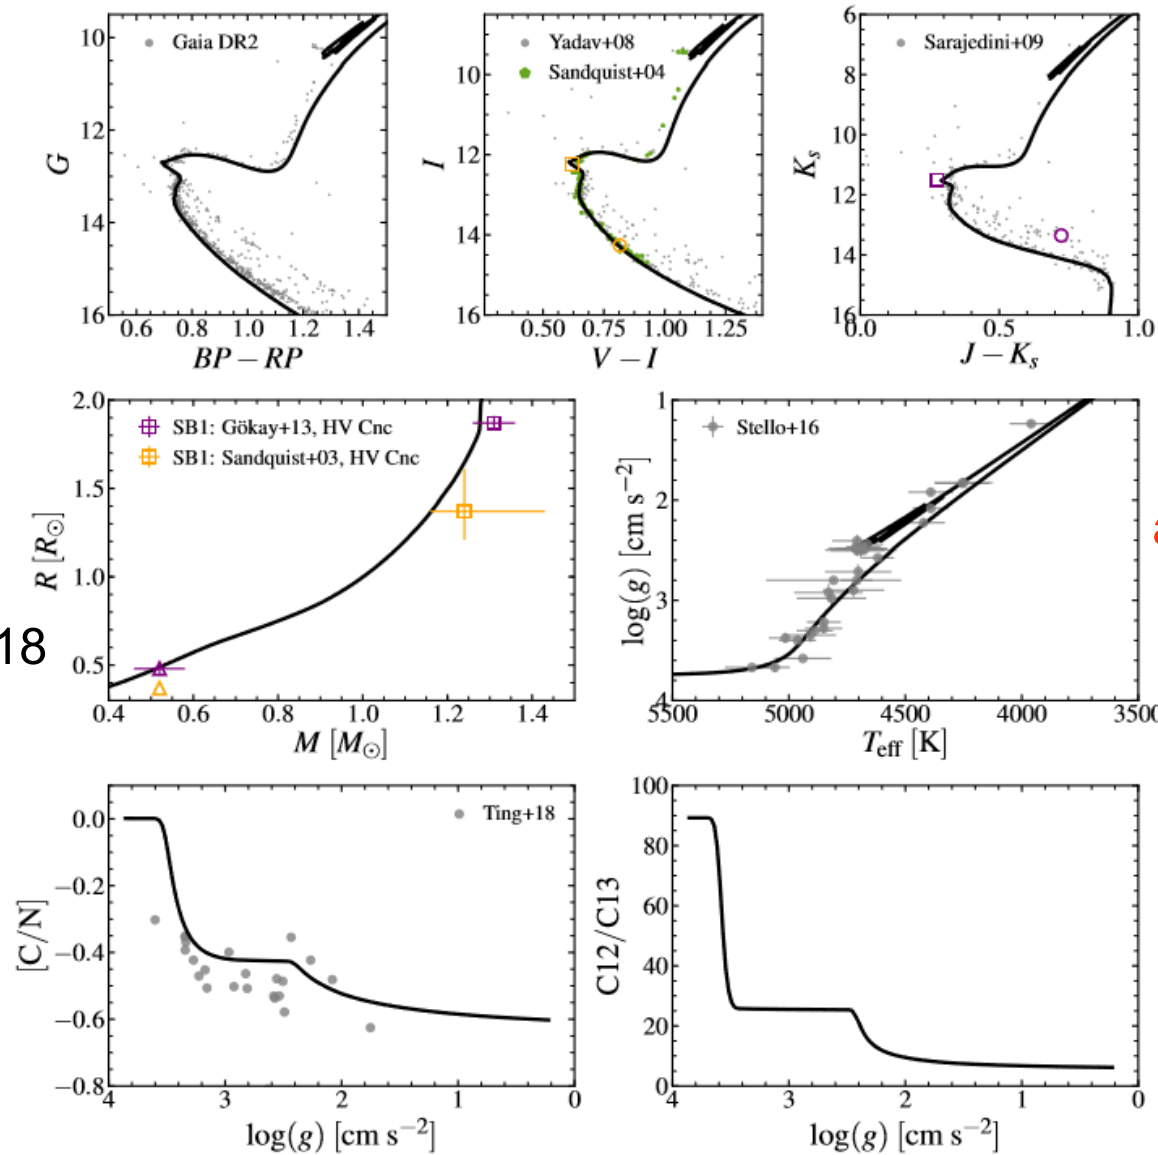 Gaia DR2
10
12
14
16
G
0.6 0.8 1.0 1.2 1.4
BP − RP
Yadav+08
Sandquist+04
10
12
14
16
I
0.50 0.75 1.00 1.25
V − I
Sarajedini+09
6
8
10
12
14
16
K_s
0.0 0.5 1.0
J − K_s
SB1: Gökay+13, HV Cnc
SB1: Sandquist+03, HV Cnc
2.0
1.5
1.0
0.5
R [R☉]
0.4 0.6 0.8 1.0 1.2 1.4
M [M☉]
18
Stello+16
1
2
3
4
log(g) [cm s⁻²]
5500 5000 4500 4000 3500
T_eff [K]
a
Ting+18
0.0
−0.2
−0.4
−0.6
−0.8
[C/N]
4 3 2 1 0
log(g) [cm s⁻²]
100
80
60
40
20
0
C12/C13
4 3 2 1 0
log(g) [cm s⁻²]